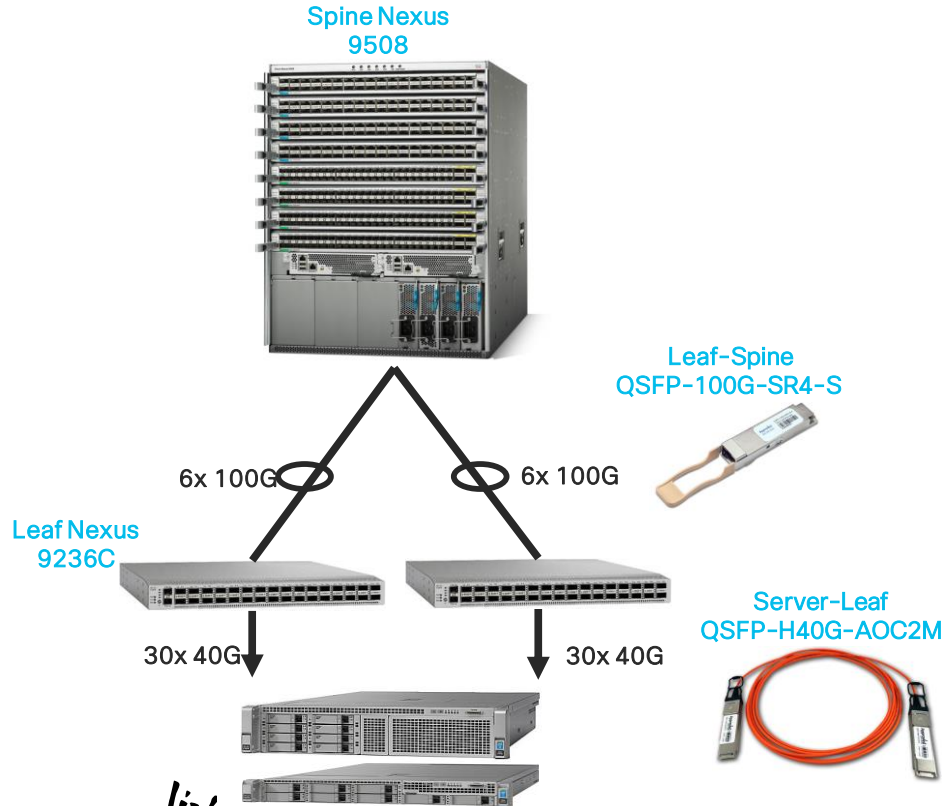 Spine Nexus
9508
Leaf-Spine
QSFP-100G-SR4-S
6x 100G
6x 100G
Leaf Nexus
9236C
Server-Leaf
QSFP-H40G-AOC2M
30x 40G
30x 40G